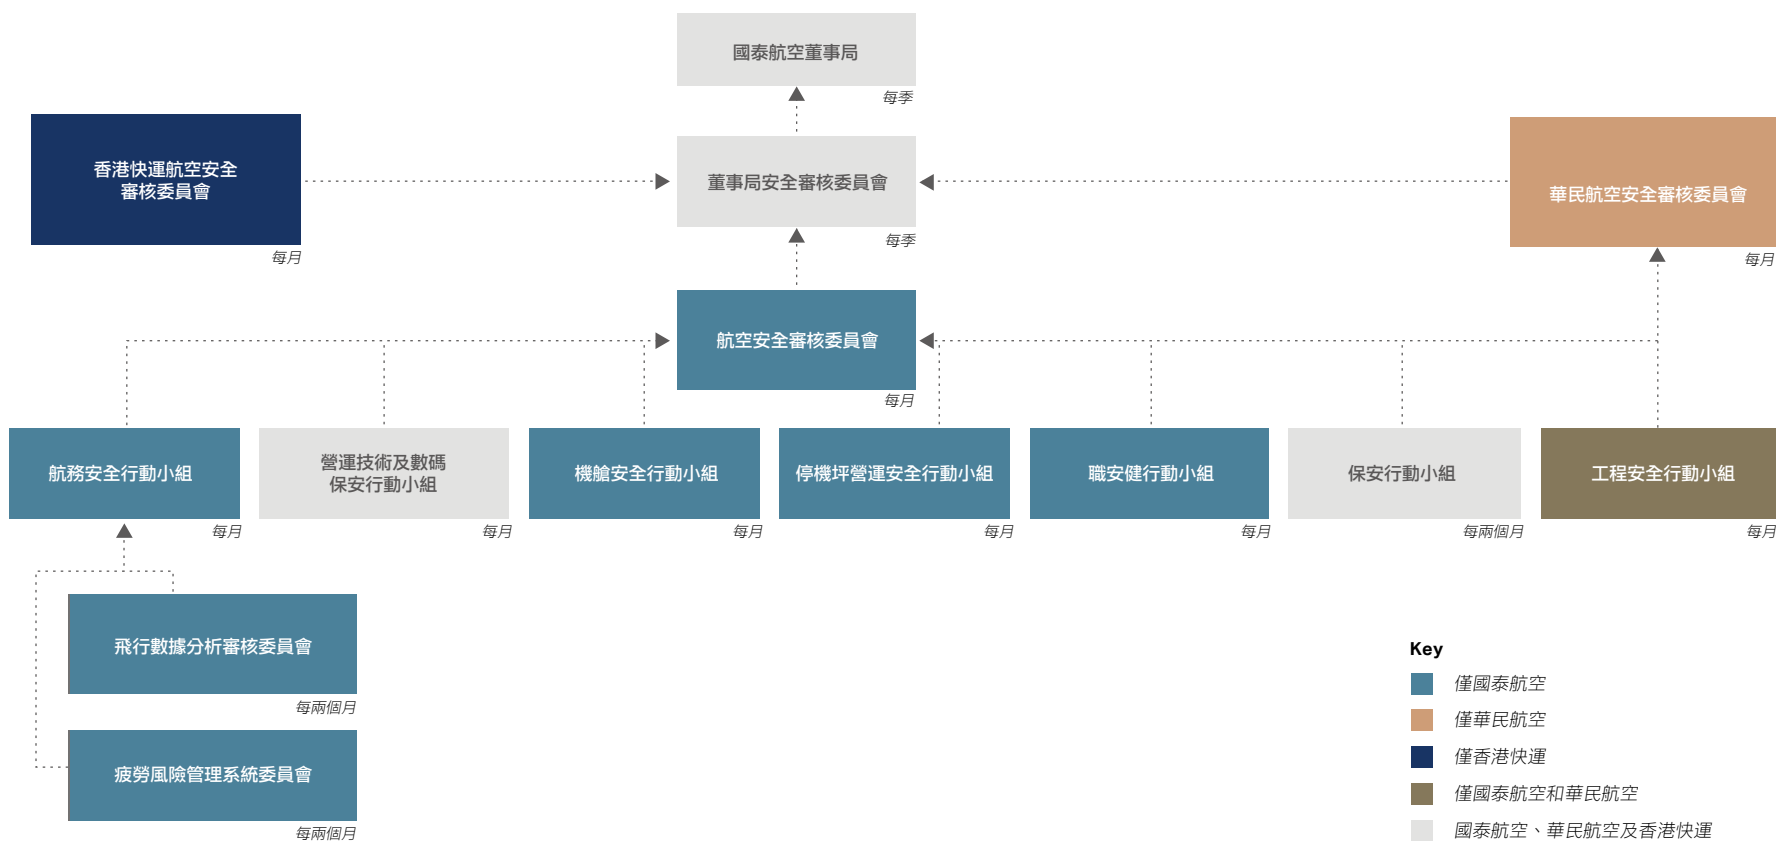 國泰航空董事局
每季
香港快運航空安全
審核委員會
每月
董事局安全審核委員會
每季
華民航空安全審核委員會
每月
航空安全審核委員會
每月
航務安全行動小組
每月
營運技術及數碼
保安行動小組
每月
機艙安全行動小組
每月
停機坪營運安全行動小組
每月
職安健行動小組
每月
保安行動小組
每兩個月
工程安全行動小組
每月
飛行數據分析審核委員會
每兩個月
疲勞風險管理系統委員會
每兩個月
Key
僅國泰航空
僅華民航空
僅香港快運
僅國泰航空和華民航空
國泰航空、華民航空及香港快運